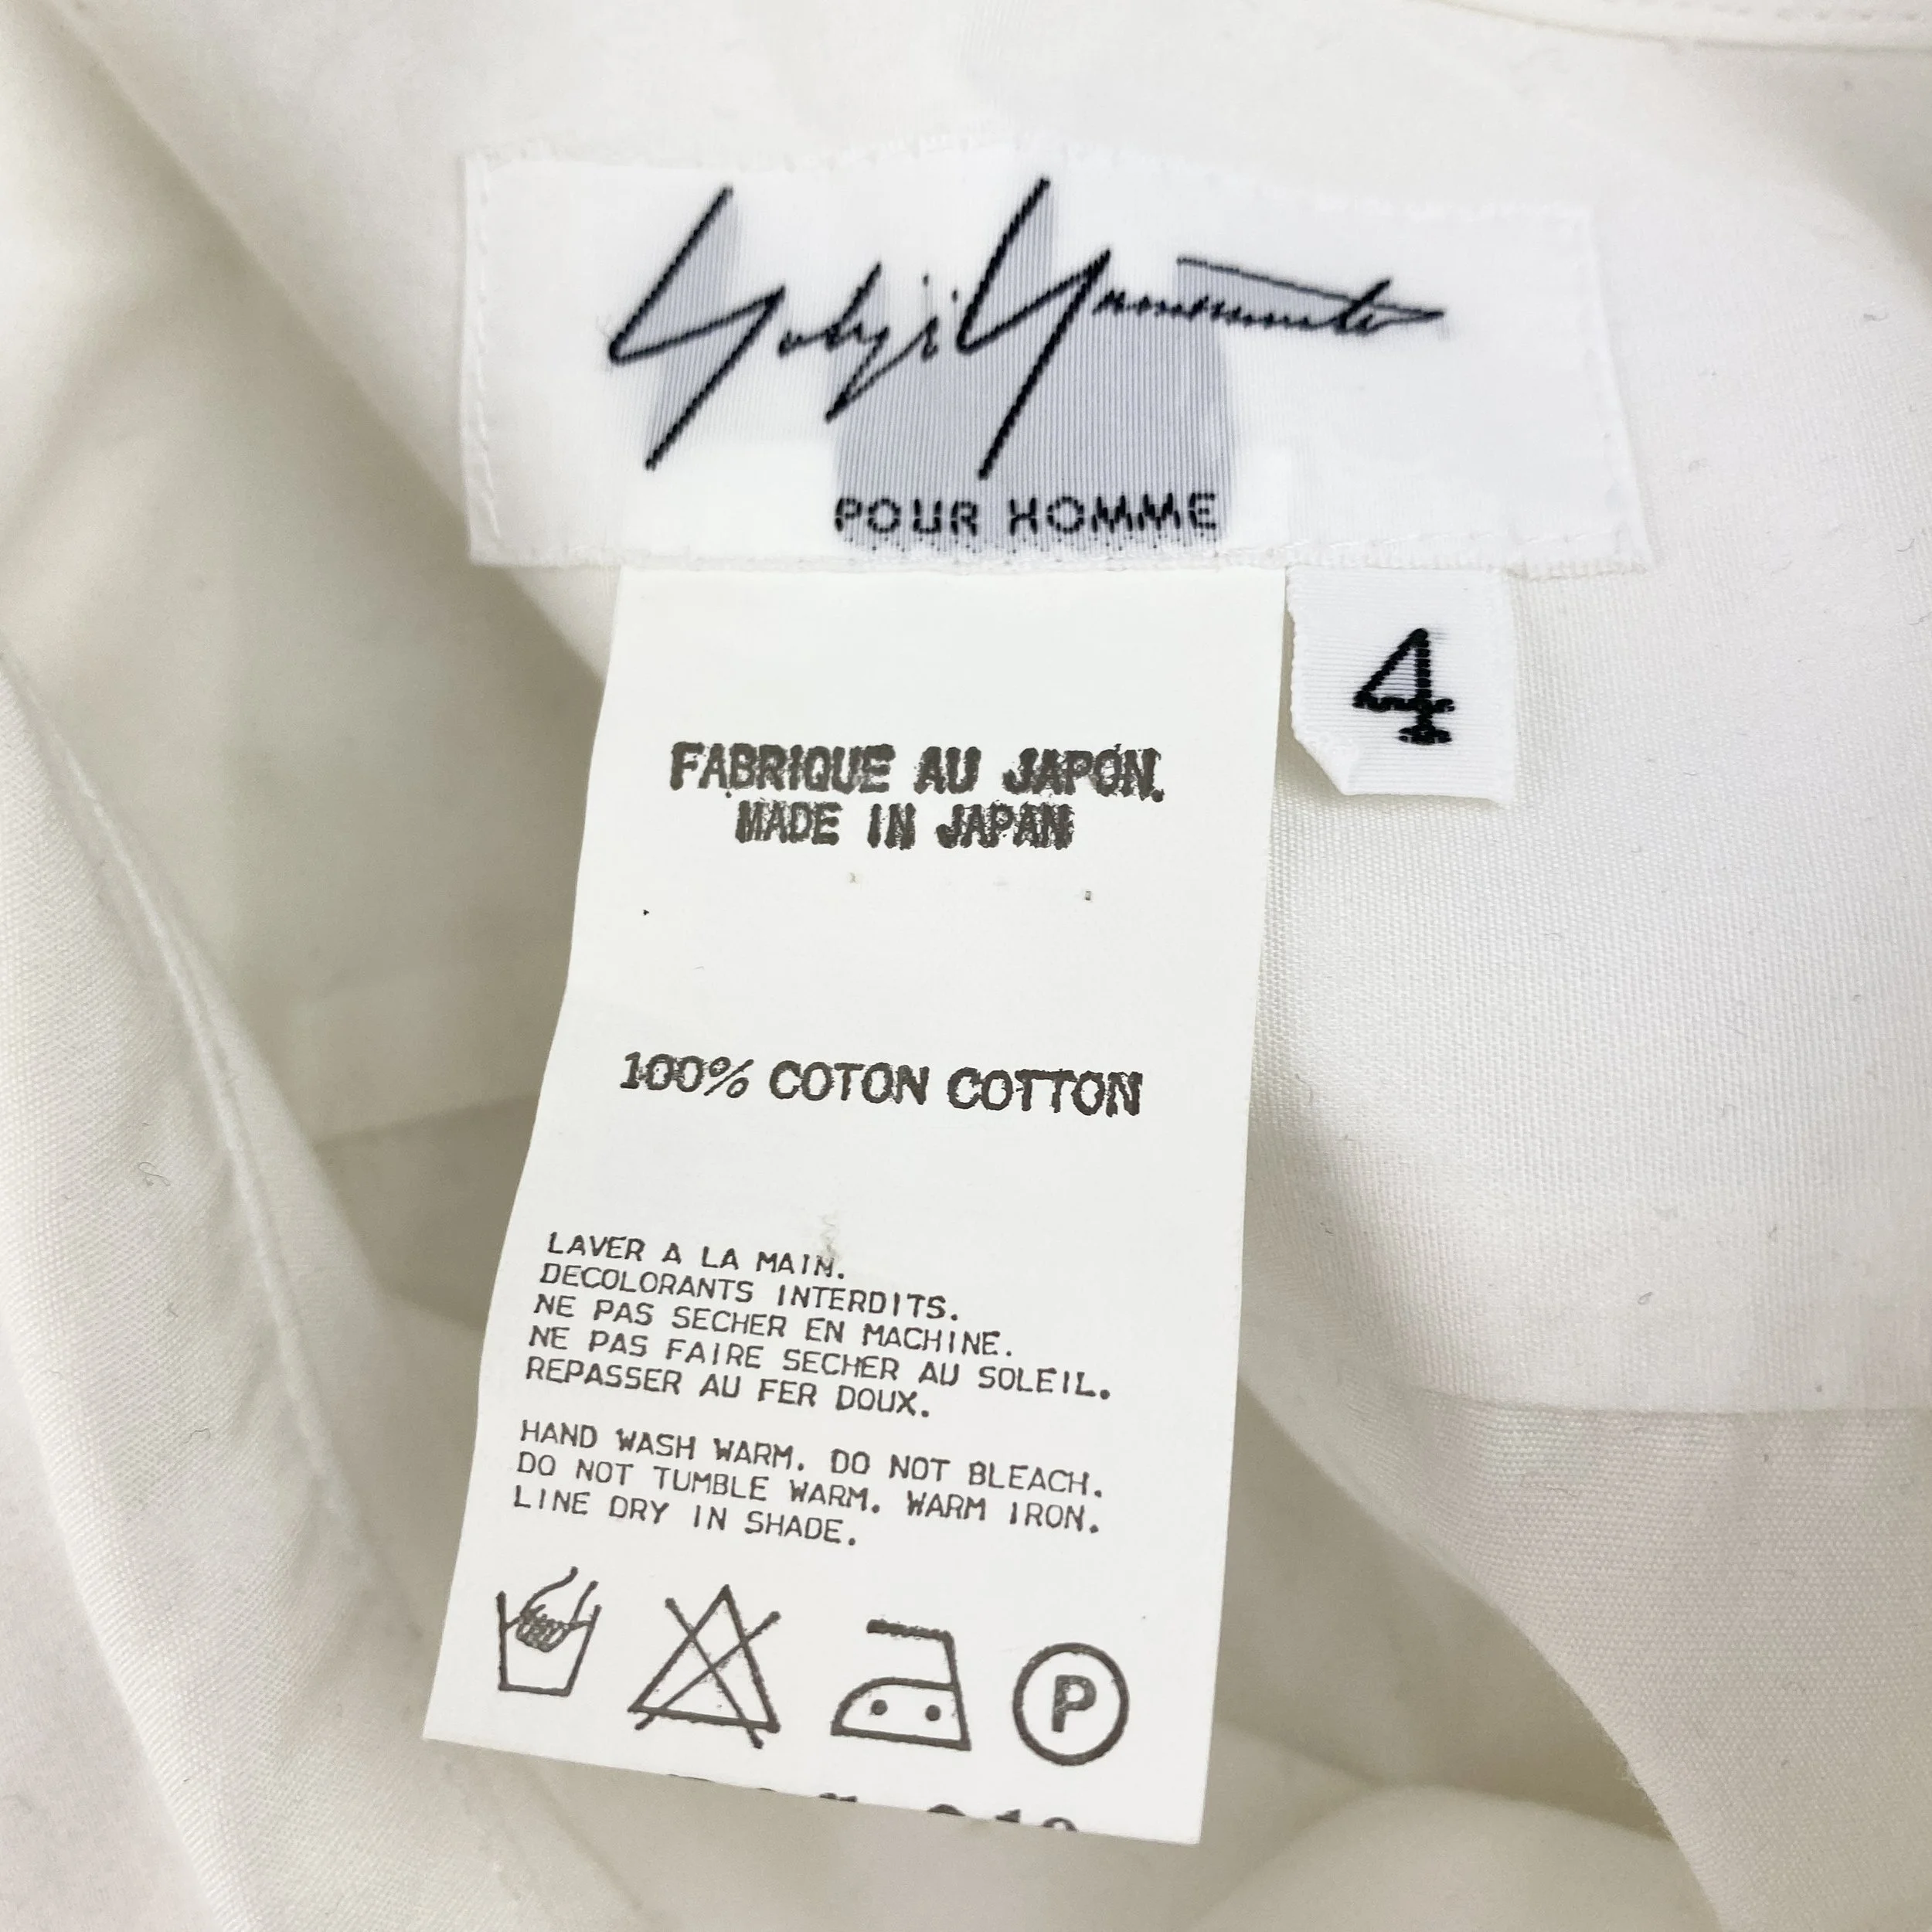 Yohji Yamamoto
POUR HOMME
4
FABRIQUE AU JAPON.
MADE IN JAPAN
100% COTON COTTON
LAVER A LA MAIN.
DECOLORANTS INTERDITS.
NE PAS SECHER EN MACHINE.
NE PAS FAIRE SECHER AU SOLEIL.
REPASSER AU FER DOUX.
HAND WASH WARM. DO NOT BLEACH.
DO NOT TUMBLE WARM. WARM IRON.
LINE DRY IN SHADE.
P